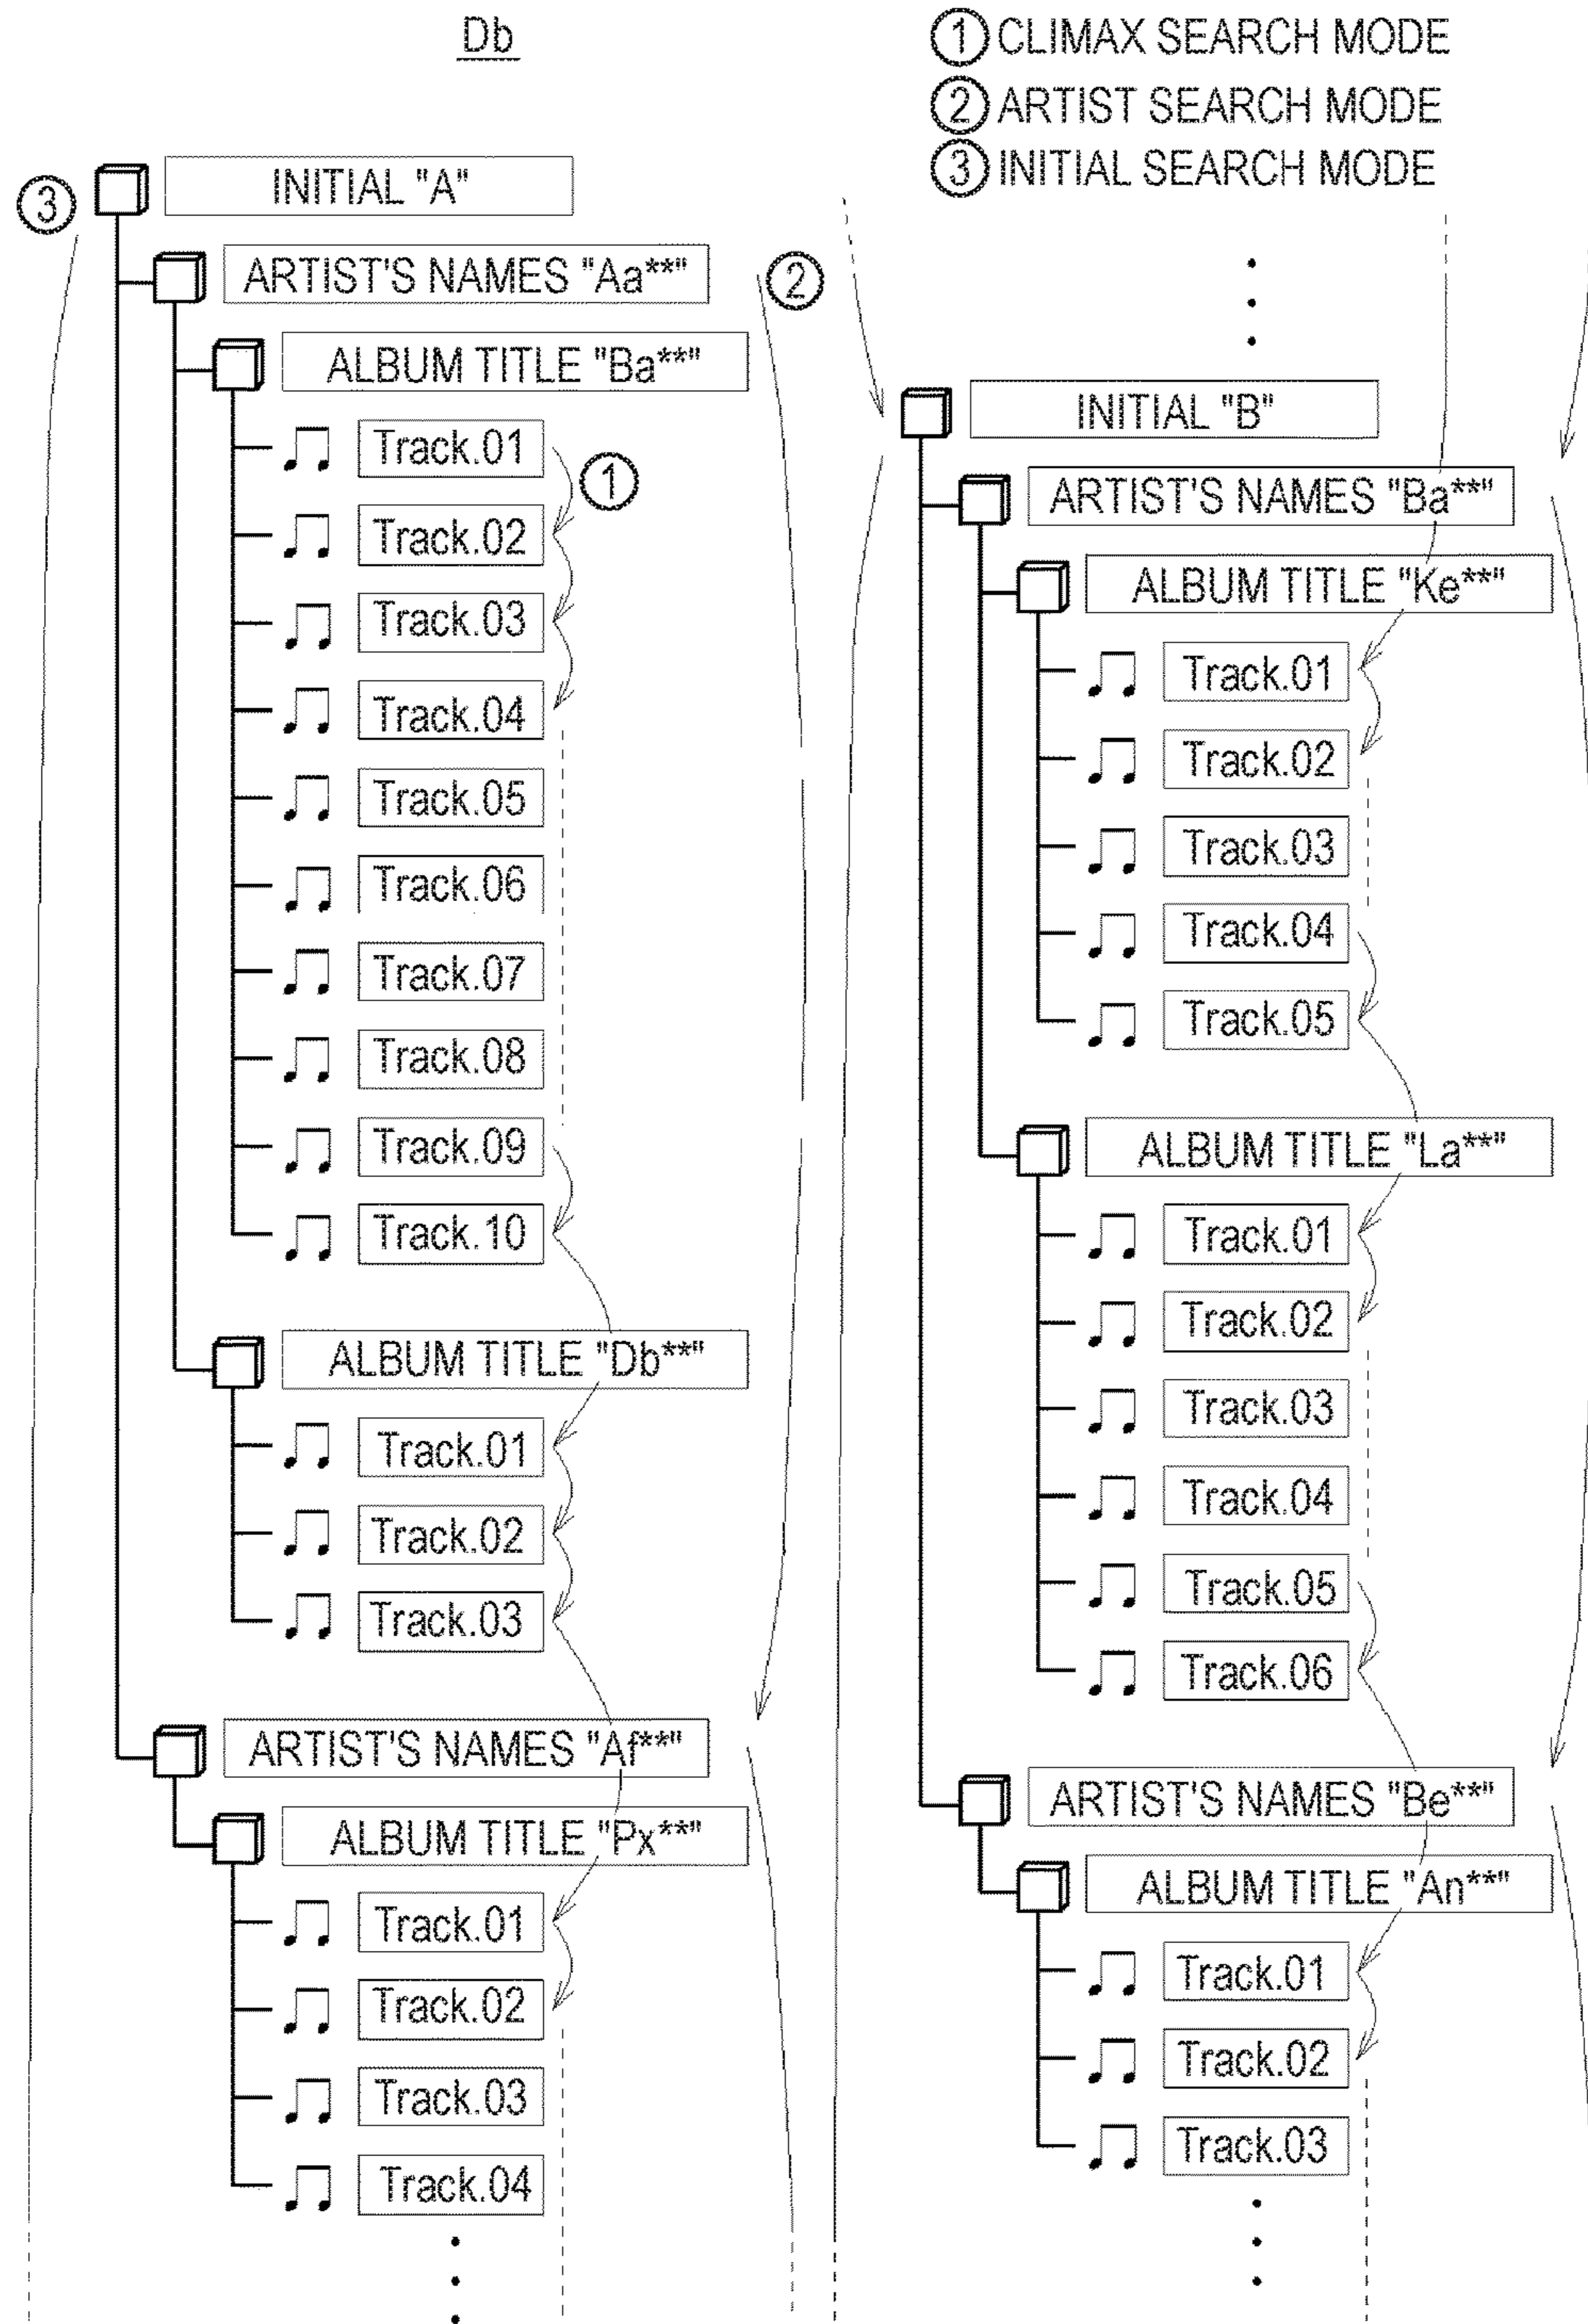 Db
① CLIMAX SEARCH MODE
② ARTIST SEARCH MODE
③ INITIAL SEARCH MODE
③
INITIAL "A"
ARTIST'S NAMES "Aa**"
②
ALBUM TITLE "Ba**"
Track.01
①
Track.02
Track.03
Track.04
Track.05
Track.06
Track.07
Track.08
Track.09
Track.10
ALBUM TITLE "Db**"
Track.01
Track.02
Track.03
ARTIST'S NAMES "Af**"
ALBUM TITLE "Px**"
Track.01
Track.02
Track.03
Track.04
INITIAL "B"
ARTIST'S NAMES "Ba**"
ALBUM TITLE "Ke**"
Track.01
Track.02
Track.03
Track.04
Track.05
ALBUM TITLE "La**"
Track.01
Track.02
Track.03
Track.04
Track.05
Track.06
ARTIST'S NAMES "Be**"
ALBUM TITLE "An**"
Track.01
Track.02
Track.03